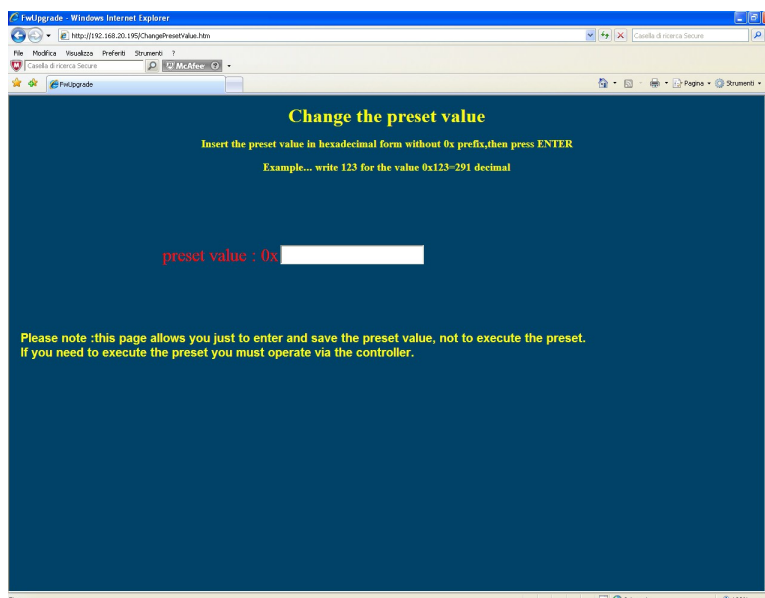 FwUpgrade - Windows Internet Explorer
http://192.168.20.195/ChangePresetValue.htm
Casella di ricerca Secure
File Modifica Visualizza Preferiti Strumenti ?
Casella di ricerca Secure McAfee
FwUpgrade Pagina Strumenti
Change the preset value
Insert the preset value in hexadecimal form without 0x prefix,then press ENTER
Example... write 123 for the value 0x123=291 decimal
preset value : 0x
Please note :this page allows you just to enter and save the preset value, not to execute the preset.
If you need to execute the preset you must operate via the controller.